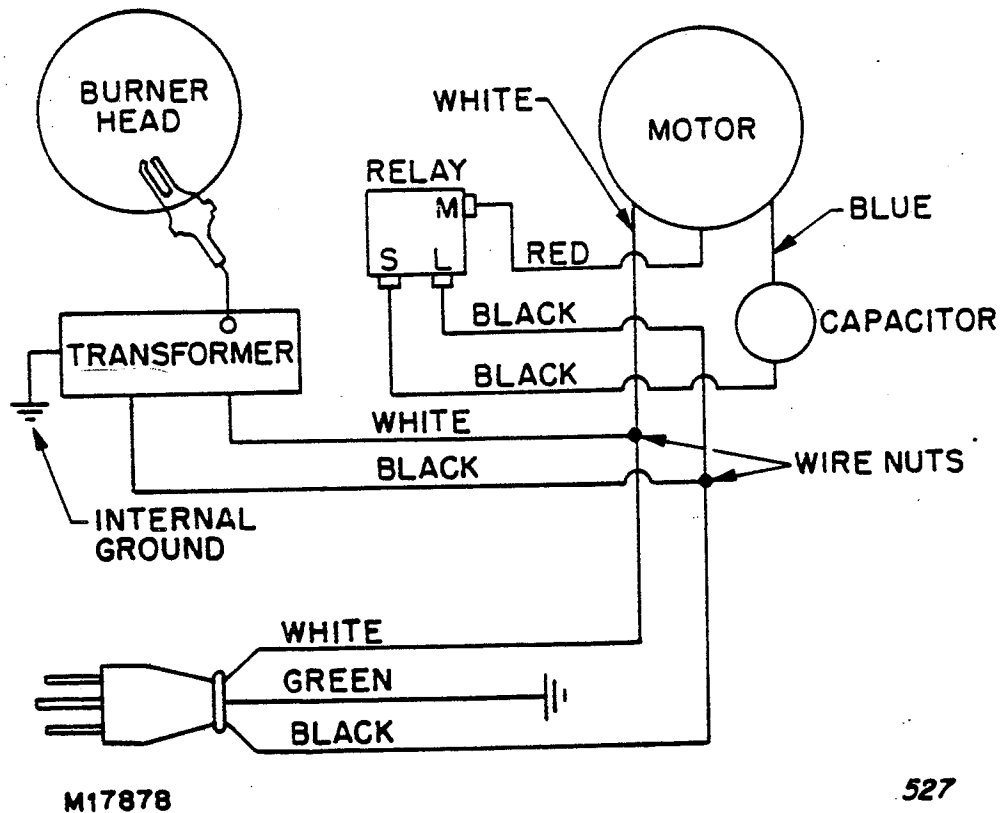 BURNER
HEAD
WHITE
MOTOR
RELAY
M
BLUE
RED
S L
BLACK
CAPACITOR
TRANSFORMER
BLACK
WHITE
WIRE NUTS
BLACK
INTERNAL
GROUND
WHITE
GREEN
BLACK
M17878
527